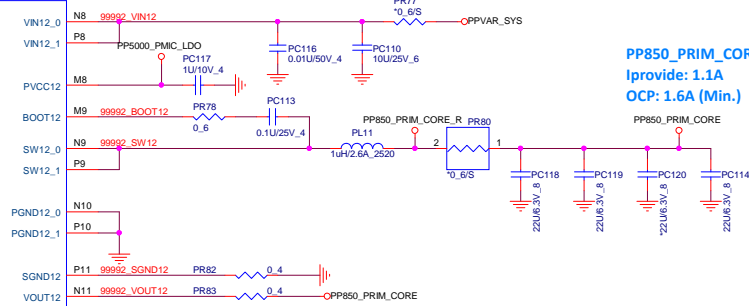 PR77
*0_6/S
VIN12_0 N8 99992_VIN12 PPVAR_SYS
VIN12_1 P8
PP5000_PMIC_LDO
PC117
1U/10V_4
PC116
0.01U/50V_4
PC110
10U/25V_6
PP850_PRIM_COR
Iprovide: 1.1A
OCP: 1.6A (Min.)
PVCC12 M8
BOOT12 M9 99992_BOOT12 PR78
0_6
PC113
0.1U/25V_4
SW12_0 N9 99992_SW12
SW12_1 P9
PL11
1uH/2.6A_2520
PP850_PRIM_CORE_R
PR80
2 1
*0_6/S
PP850_PRIM_CORE
PC118
22U/6.3V_8
PC119
22U/6.3V_8
PC120
*22U/6.3V_8
PC114
22U/6.3V_8
PGND12_0 N10
PGND12_1 P10
SGND12 P11 99992_SGND12 PR82 0_4
VOUT12 N11 99992_VOUT12 PR83 0_4 PP850_PRIM_CORE